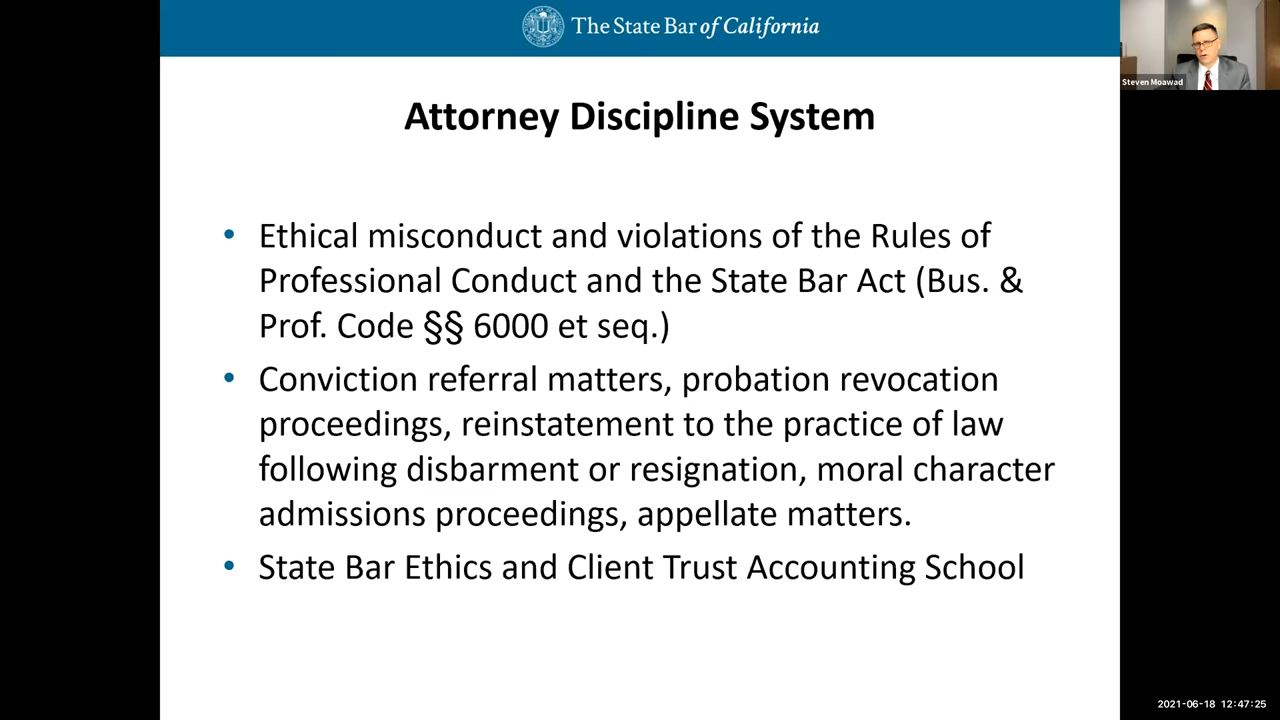 The State Bar of California
Steven Moawad
Attorney Discipline System
• Ethical misconduct and violations of the Rules of
Professional Conduct and the State Bar Act (Bus. &
Prof. Code §§ 6000 et seq.)
• Conviction referral matters, probation revocation
proceedings, reinstatement to the practice of law
following disbarment or resignation, moral character
admissions proceedings, appellate matters.
• State Bar Ethics and Client Trust Accounting School
2021-06-18 12:47:25